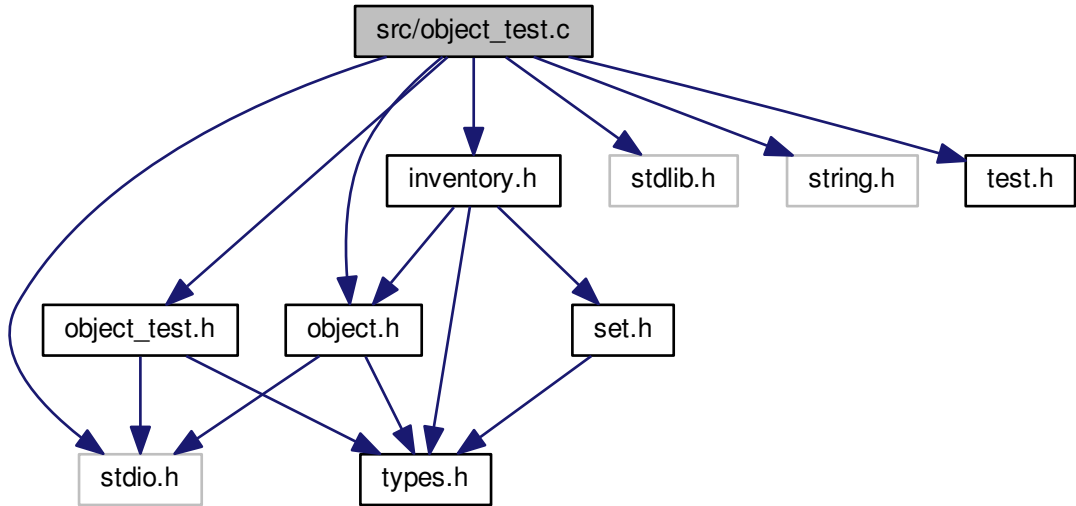 src/object_test.c
inventory.h
stdlib.h
string.h
test.h
object_test.h
object.h
set.h
stdio.h
types.h